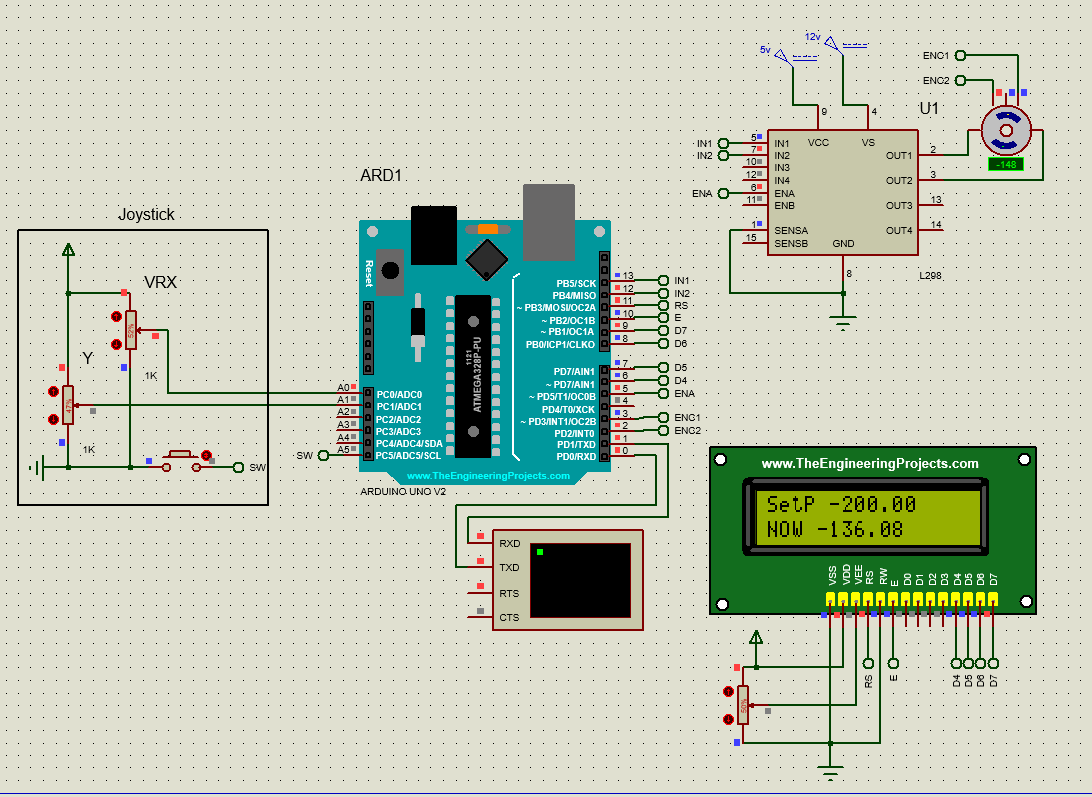 5v
12v
ENC1
ENC2
U1
9
4
-148
IN1
IN2
ENA
5
7
10
12
6
11
1
15
IN1
IN2
IN3
IN4
ENA
ENB
SENSA
SENSB
VCC
VS
GND
OUT1
OUT2
OUT3
OUT4
2
3
13
14
8
L298
ARD1
Joystick
VRX
52%
1K
Y
47%
1K
SW
Reset
1121
ATMEGA328P-PU
A0
A1
A2
A3
A4
A5
SW
PC0/ADC0
PC1/ADC1
PC2/ADC2
PC3/ADC3
PC4/ADC4/SDA
PC5/ADC5/SCL
PB5/SCK
PB4/MISO
~ PB3/MOSI/OC2A
~ PB2/OC1B
~ PB1/OC1A
PB0/ICP1/CLKO
PD7/AIN1
~ PD7/AIN1
~ PD5/T1/OC0B
PD4/T0/XCK
~ PD3/INT1/OC2B
PD2/INT0
PD1/TXD
PD0/RXD
13
12
11
10
9
8
7
6
5
4
3
2
1
0
IN1
IN2
RS
E
D7
D6
D5
D4
ENA
ENC1
ENC2
www.TheEngineeringProjects.com
ARDUINO UNO V2
RXD
TXD
RTS
CTS
www.TheEngineeringProjects.com
SetP -200.00
NOW -136.08
VSS
VDD
VEE
RS
RW
E
D0
D1
D2
D3
D4
D5
D6
D7
RS
E
D4
D5
D6
D7
50%